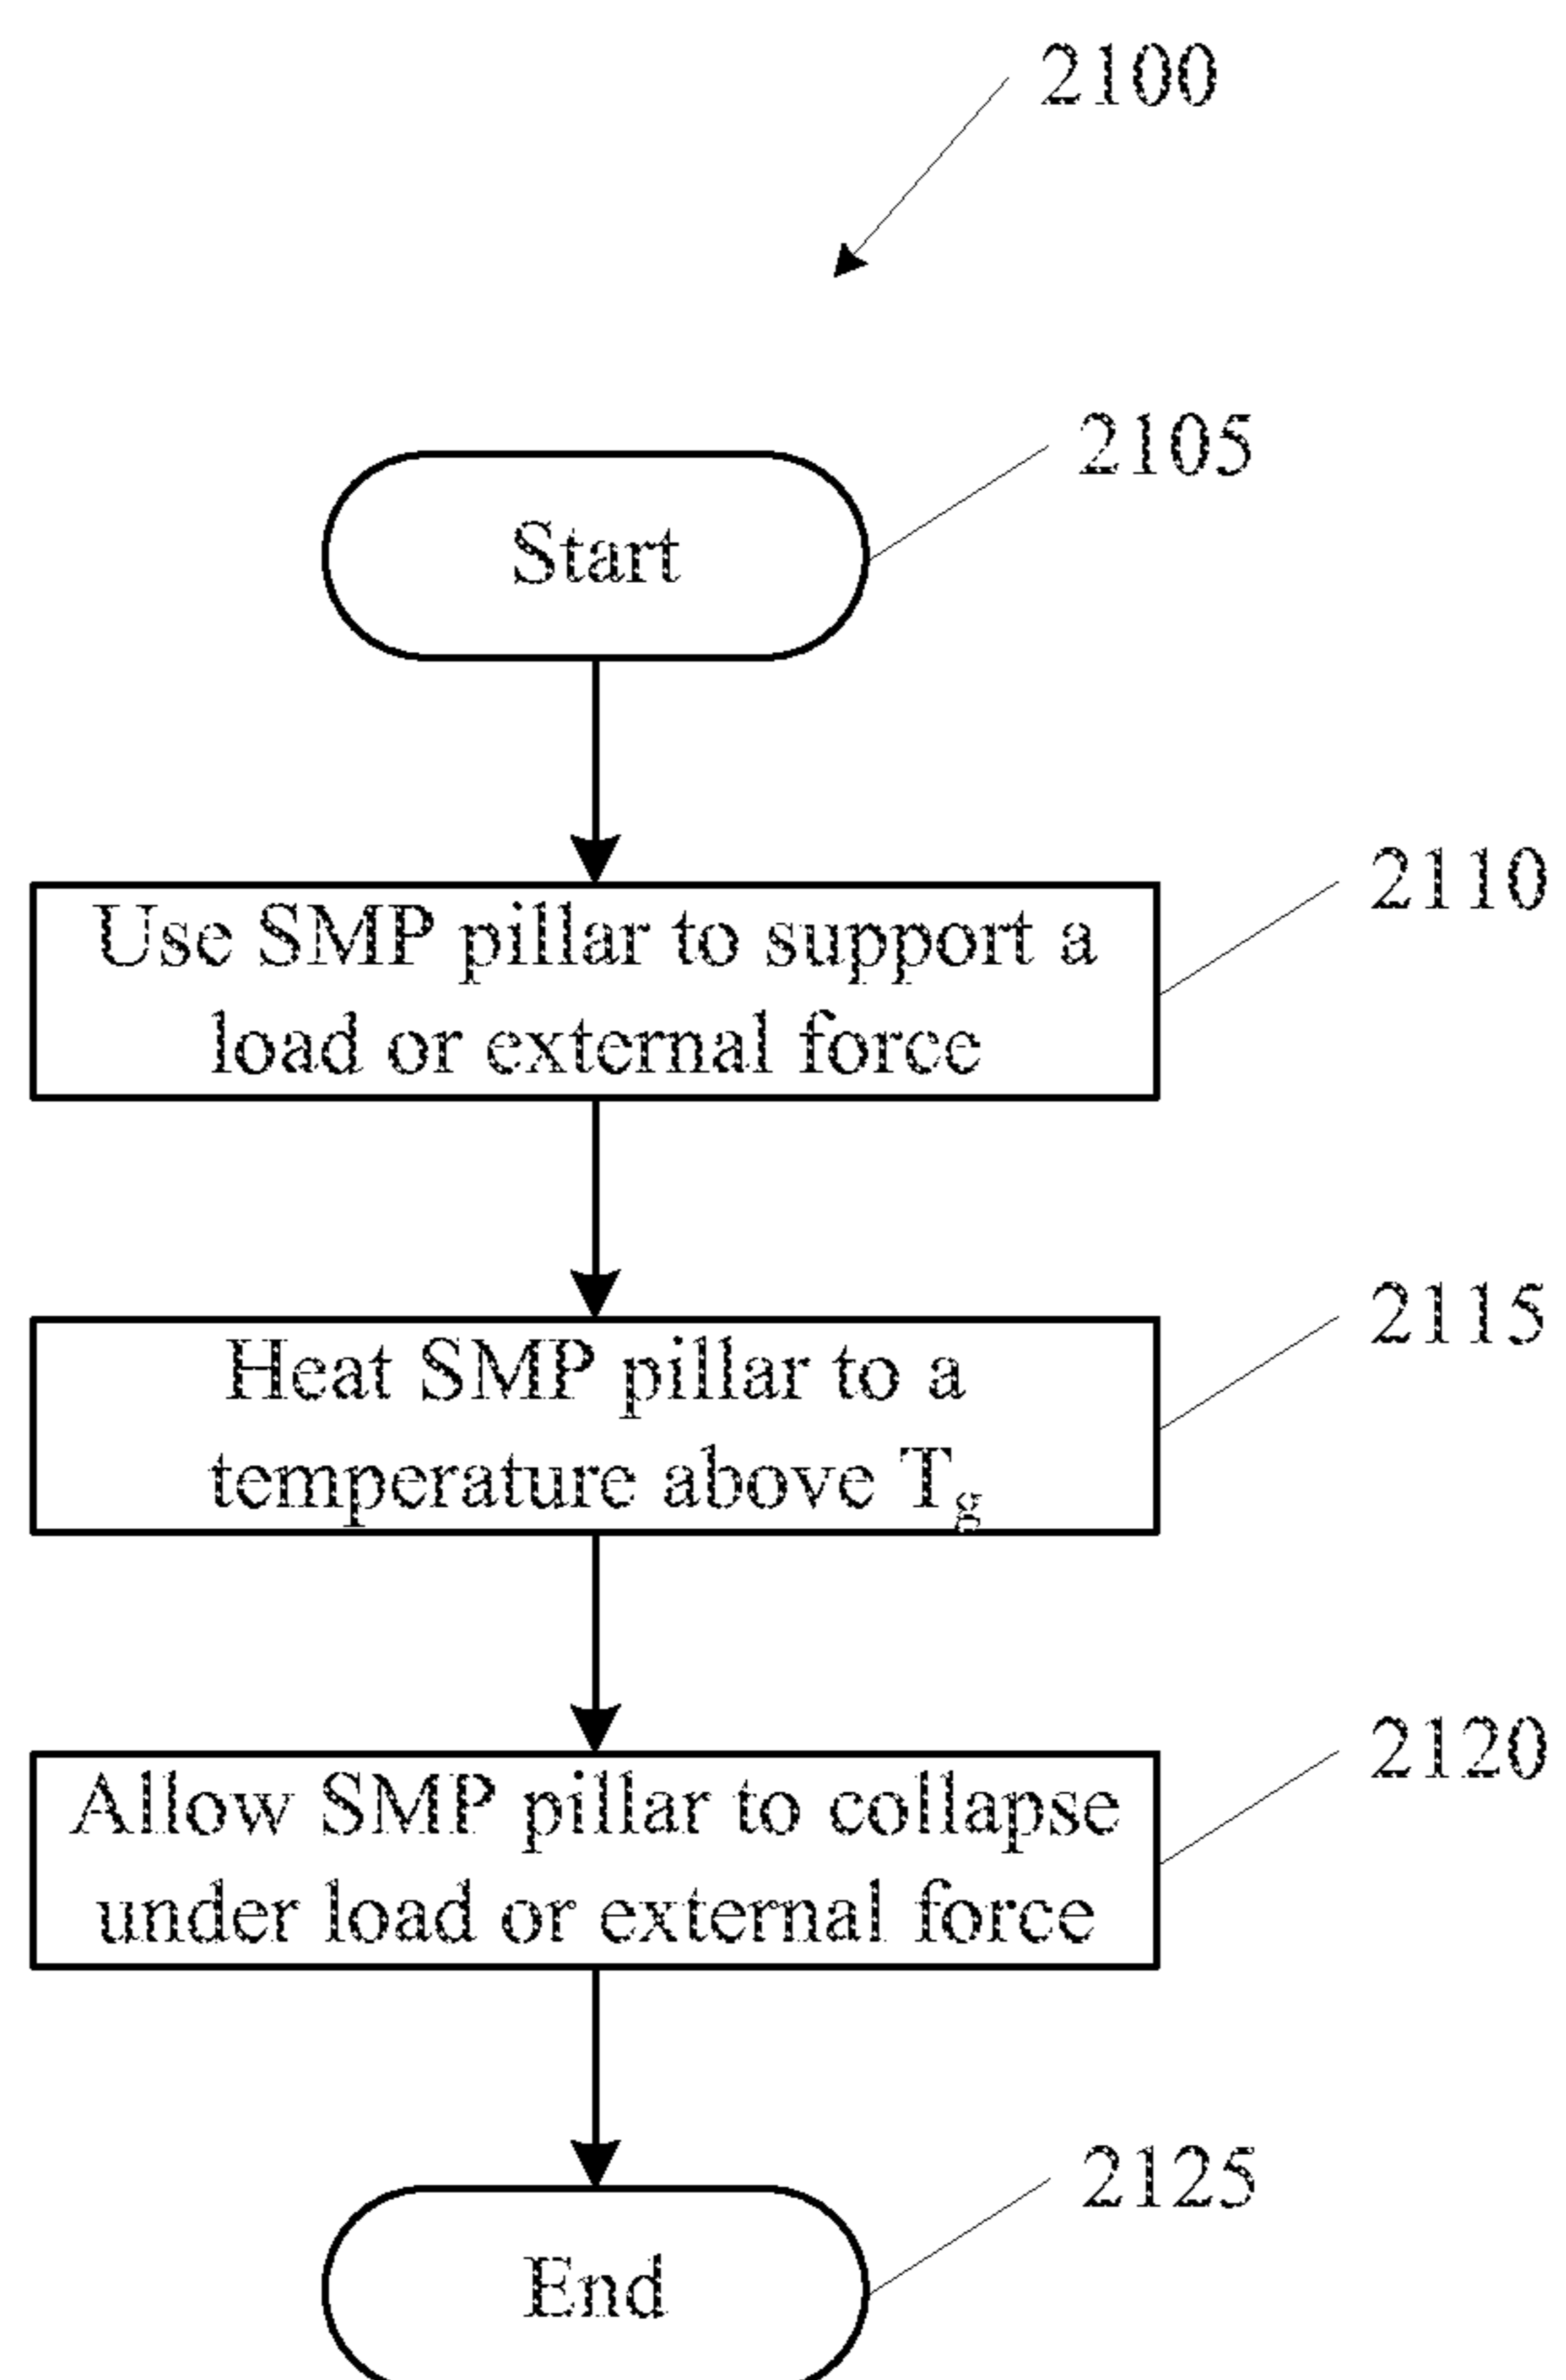 2100
2105
Start
2110
Use SMP pillar to support a
load or external force
2115
Heat SMP pillar to a
temperature above Tg
2120
Allow SMP pillar to collapse
under load or external force
2125
End